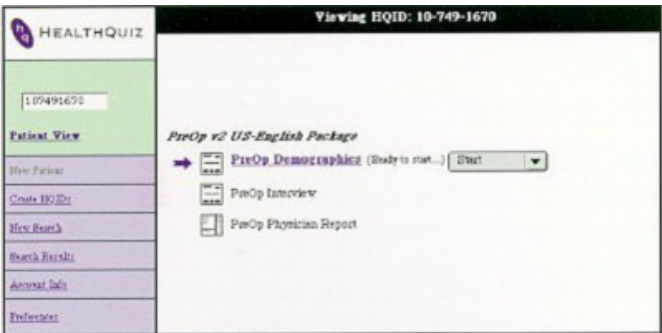 Viewing HQID: 10-749-1670
hq HEALTHQUIZ
107491670
Patient View
New Patient
Create HQIDs
New Search
Search Results
Account Info
Preferences
PreOp v2 US-English Package
PreOp Demographics (Ready to start...) Start
PreOp Interview
PreOp Physician Report